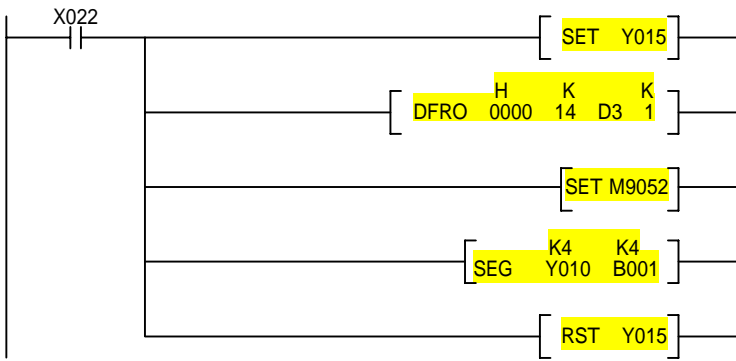 X022
SET Y015
H K K
DFRO 0000 14 D3 1
SET M9052
K4 K4
SEG Y010 B001
RST Y015